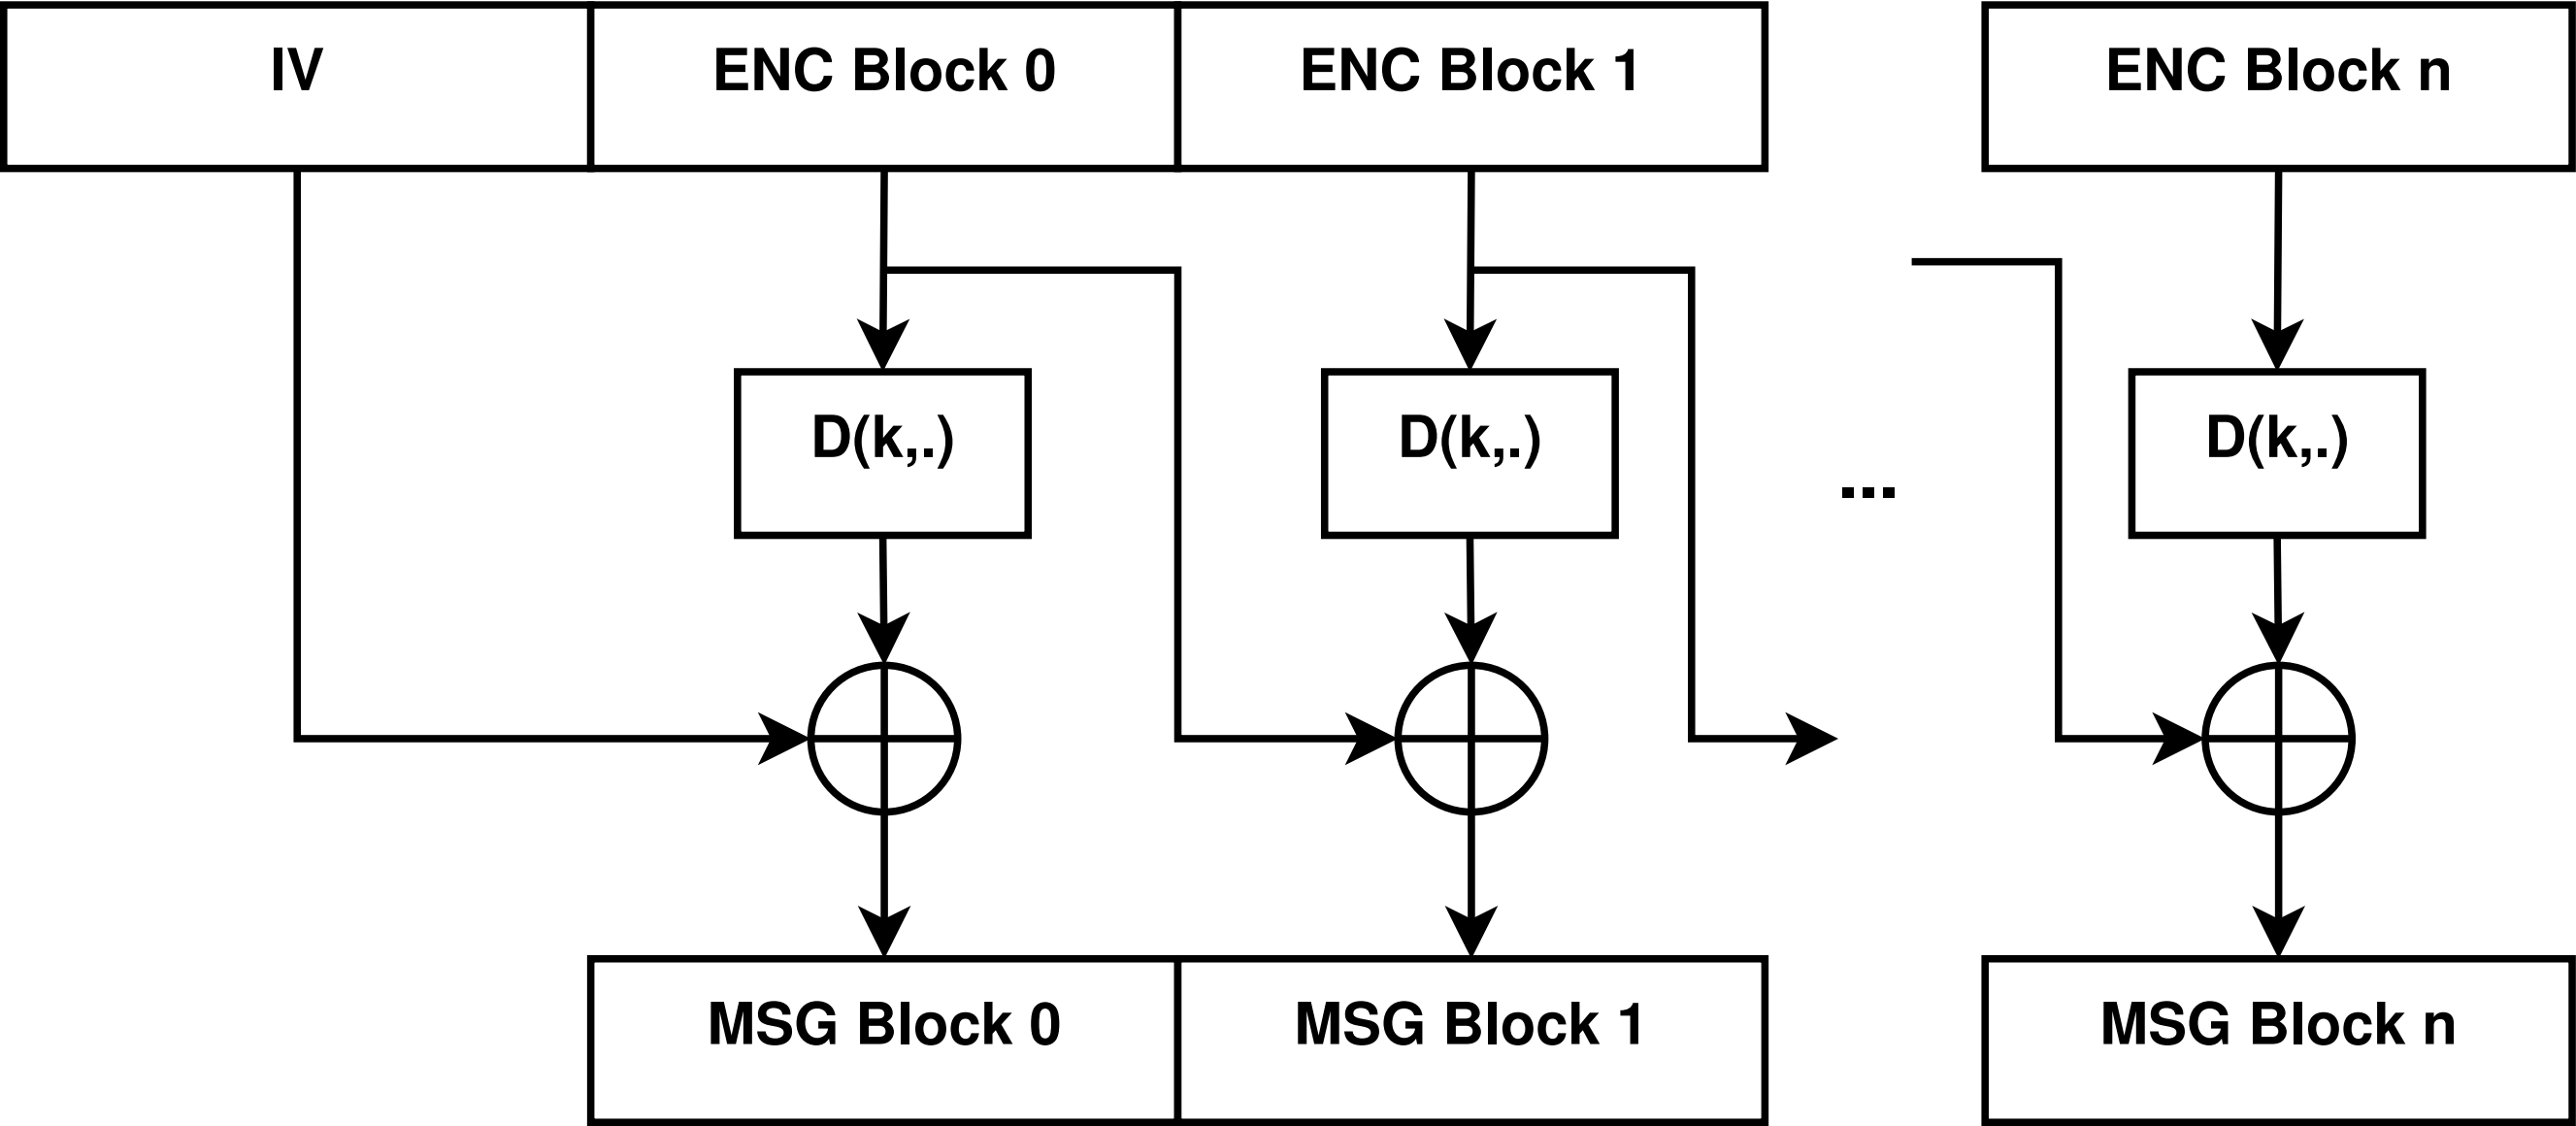 IV
ENC Block 0
ENC Block 1
ENC Block n
D(k,.)
D(k,.)
...
D(k,.)
MSG Block 0
MSG Block 1
MSG Block n